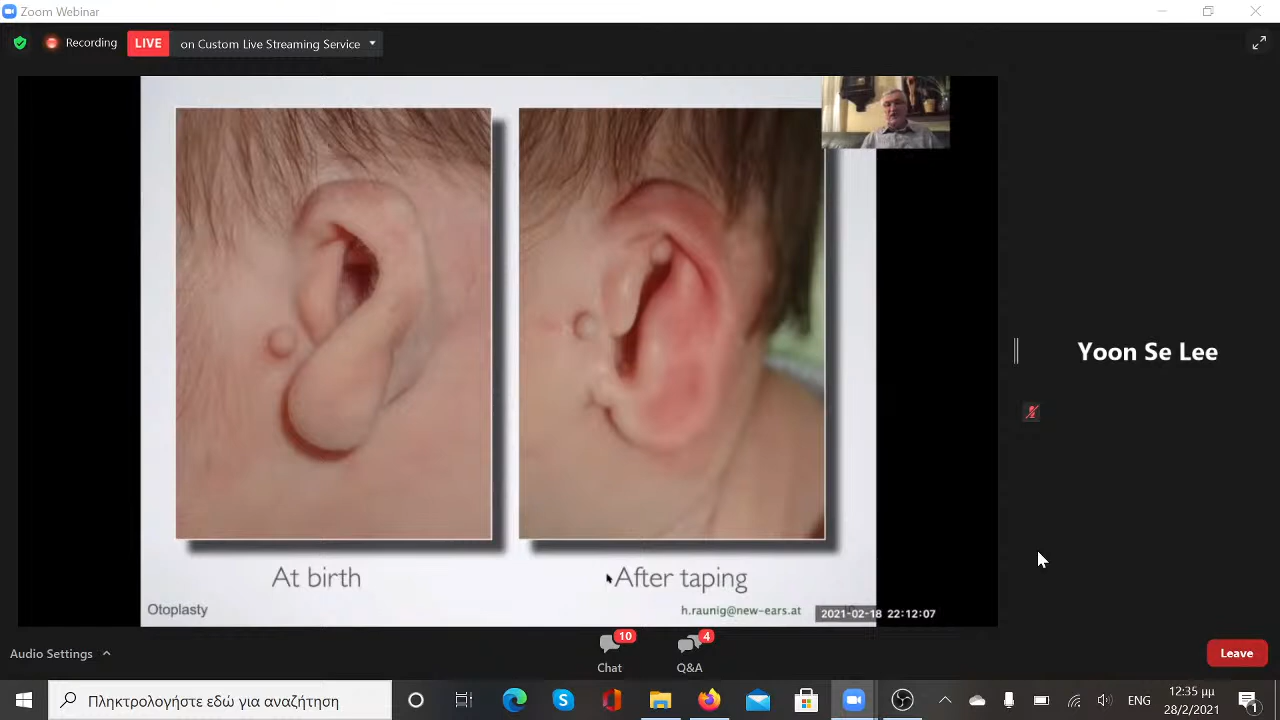 Zoom Webinar
Recording
LIVE
on Custom Live Streaming Service
Yoon Se Lee
At birth
After taping
Otoplasty
h.raunig@new-ears.at
2021-02-18 22:12:07
Audio Settings
10
Chat
4
Q&A
Leave
Πληκτρολογήστε εδώ για αναζήτηση
ENG
12:35 μμ
28/2/2021
1